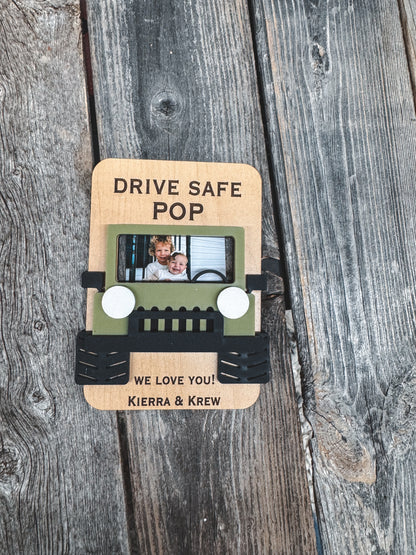 DRIVE SAFE
POP
WE LOVE YOU!
KIERRA & KREW